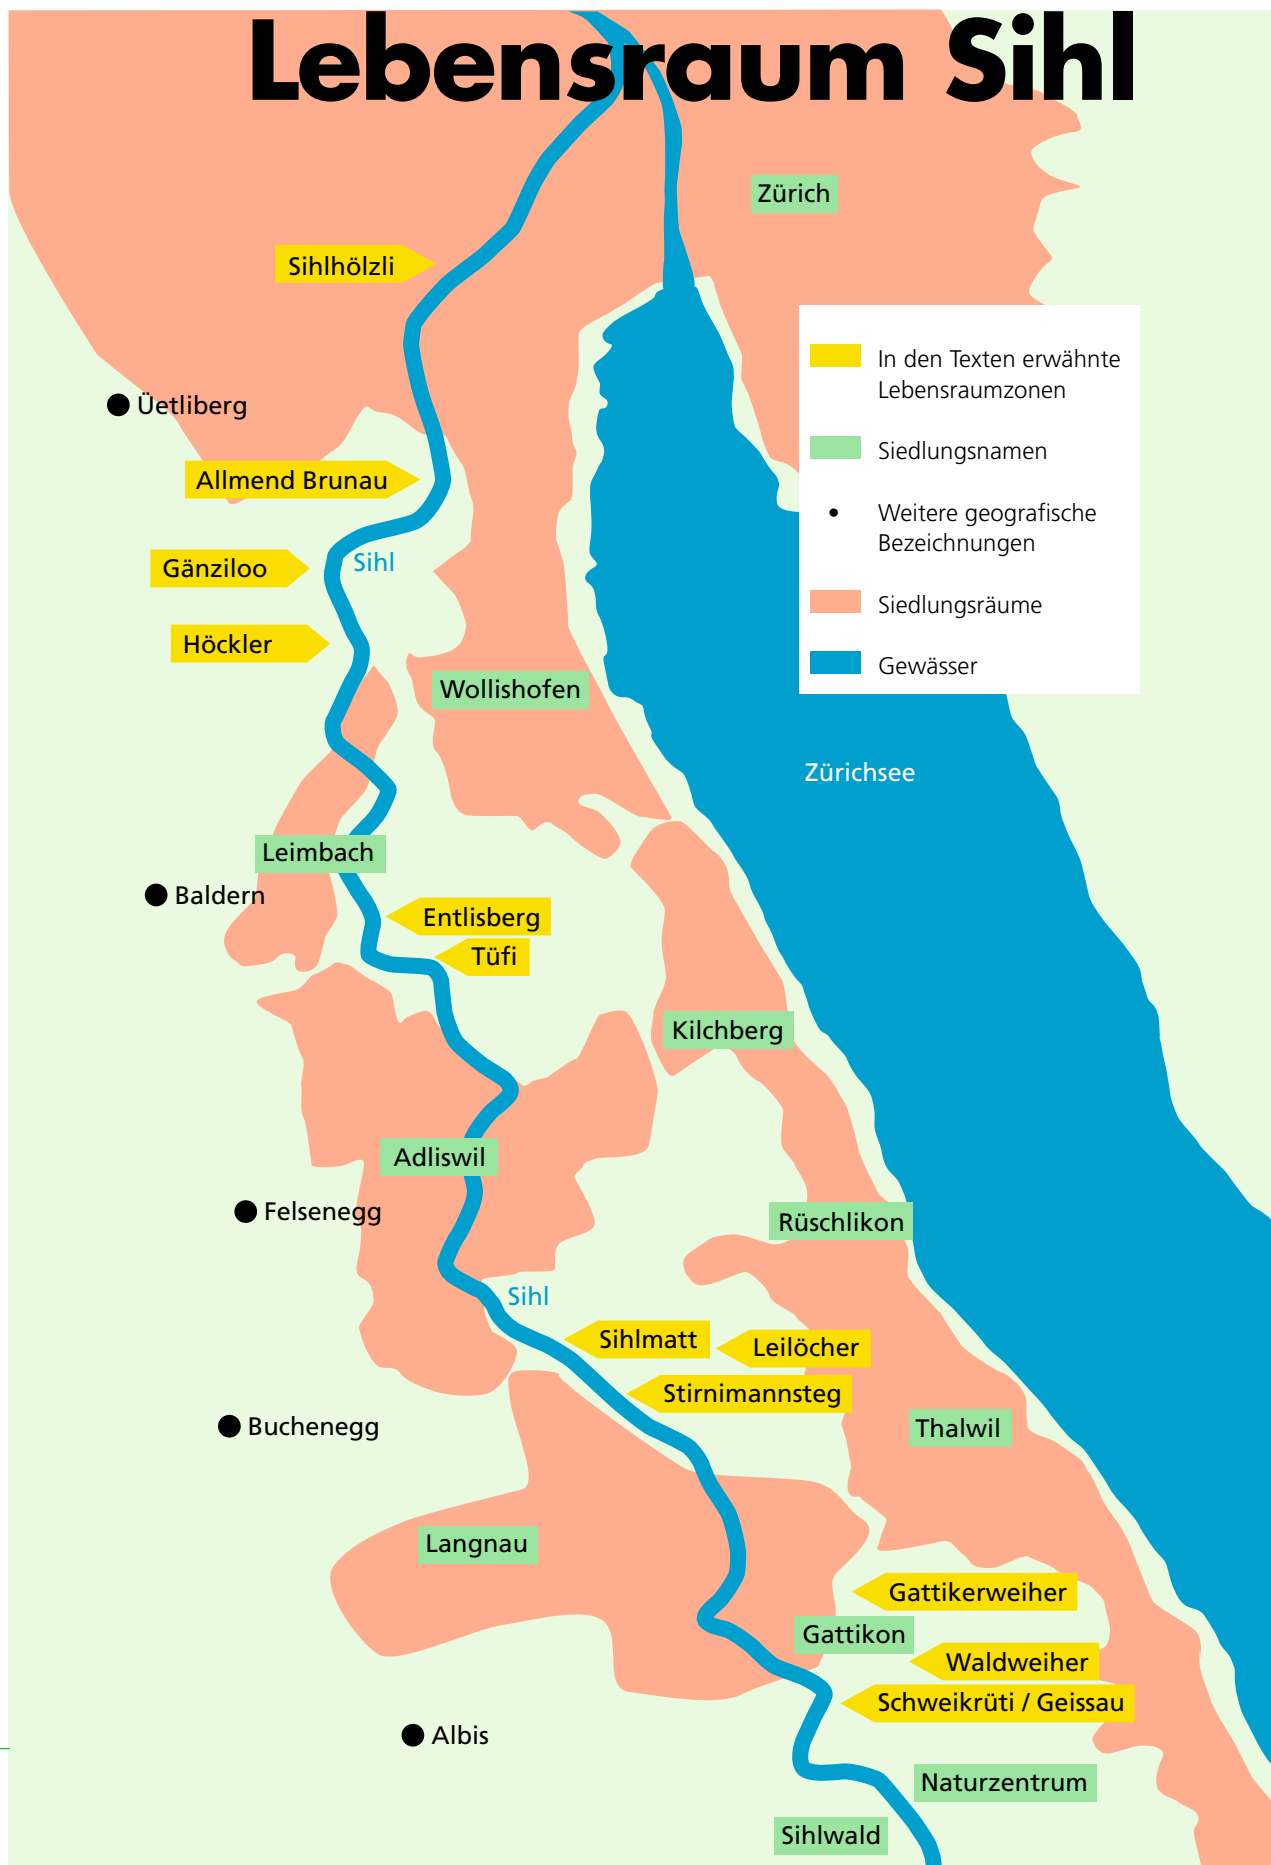 Lebensraum Sihl
Zürich
Sihlhölzli
In den Texten erwähnte
Lebensraumzonen
Siedlungsnamen
Weitere geografische
Bezeichnungen
Siedlungsräume
Gewässer
Üetliberg
Allmend Brunau
Sihl
Gänziloo
Höckler
Wollishofen
Zürichsee
Leimbach
Baldern
Entlisberg
Tüfi
Kilchberg
Adliswil
Felsenegg
Rüschlikon
Sihl
Sihlmatt
Leilöcher
Stirnimannsteg
Buchenegg
Thalwil
Langnau
Gattikerweiher
Gattikon
Waldweiher
Schweikrüti / Geissau
Albis
Naturzentrum
Sihlwald